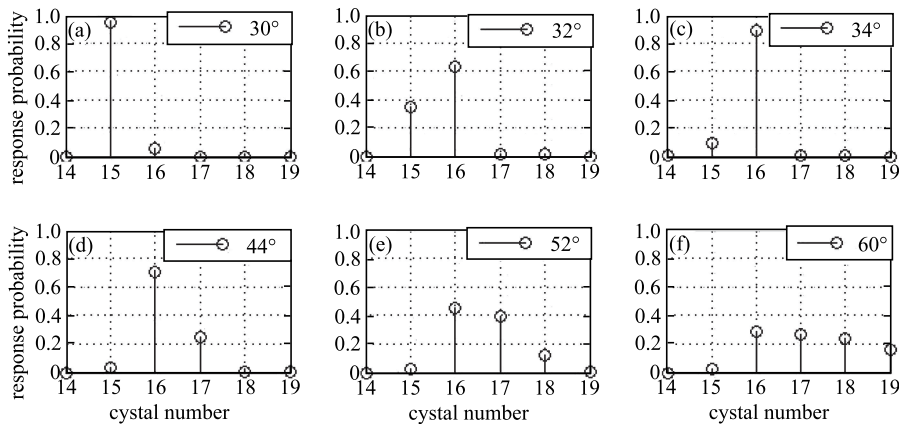 1.0 (a) 30° 1.0 (b) 32° 1.0 (c) 34°
0.8 0.8 0.8
0.6 0.6 0.6
0.4 0.4 0.4
0.2 0.2 0.2
0 0 0
14 15 16 17 18 19 14 15 16 17 18 19 14 15 16 17 18 19
response probability
1.0 (d) 44° 1.0 (e) 52° 1.0 (f) 60°
0.8 0.8 0.8
0.6 0.6 0.6
0.4 0.4 0.4
0.2 0.2 0.2
0 0 0
14 15 16 17 18 19 14 15 16 17 18 19 14 15 16 17 18 19
response probability
cystal number cystal number cystal number